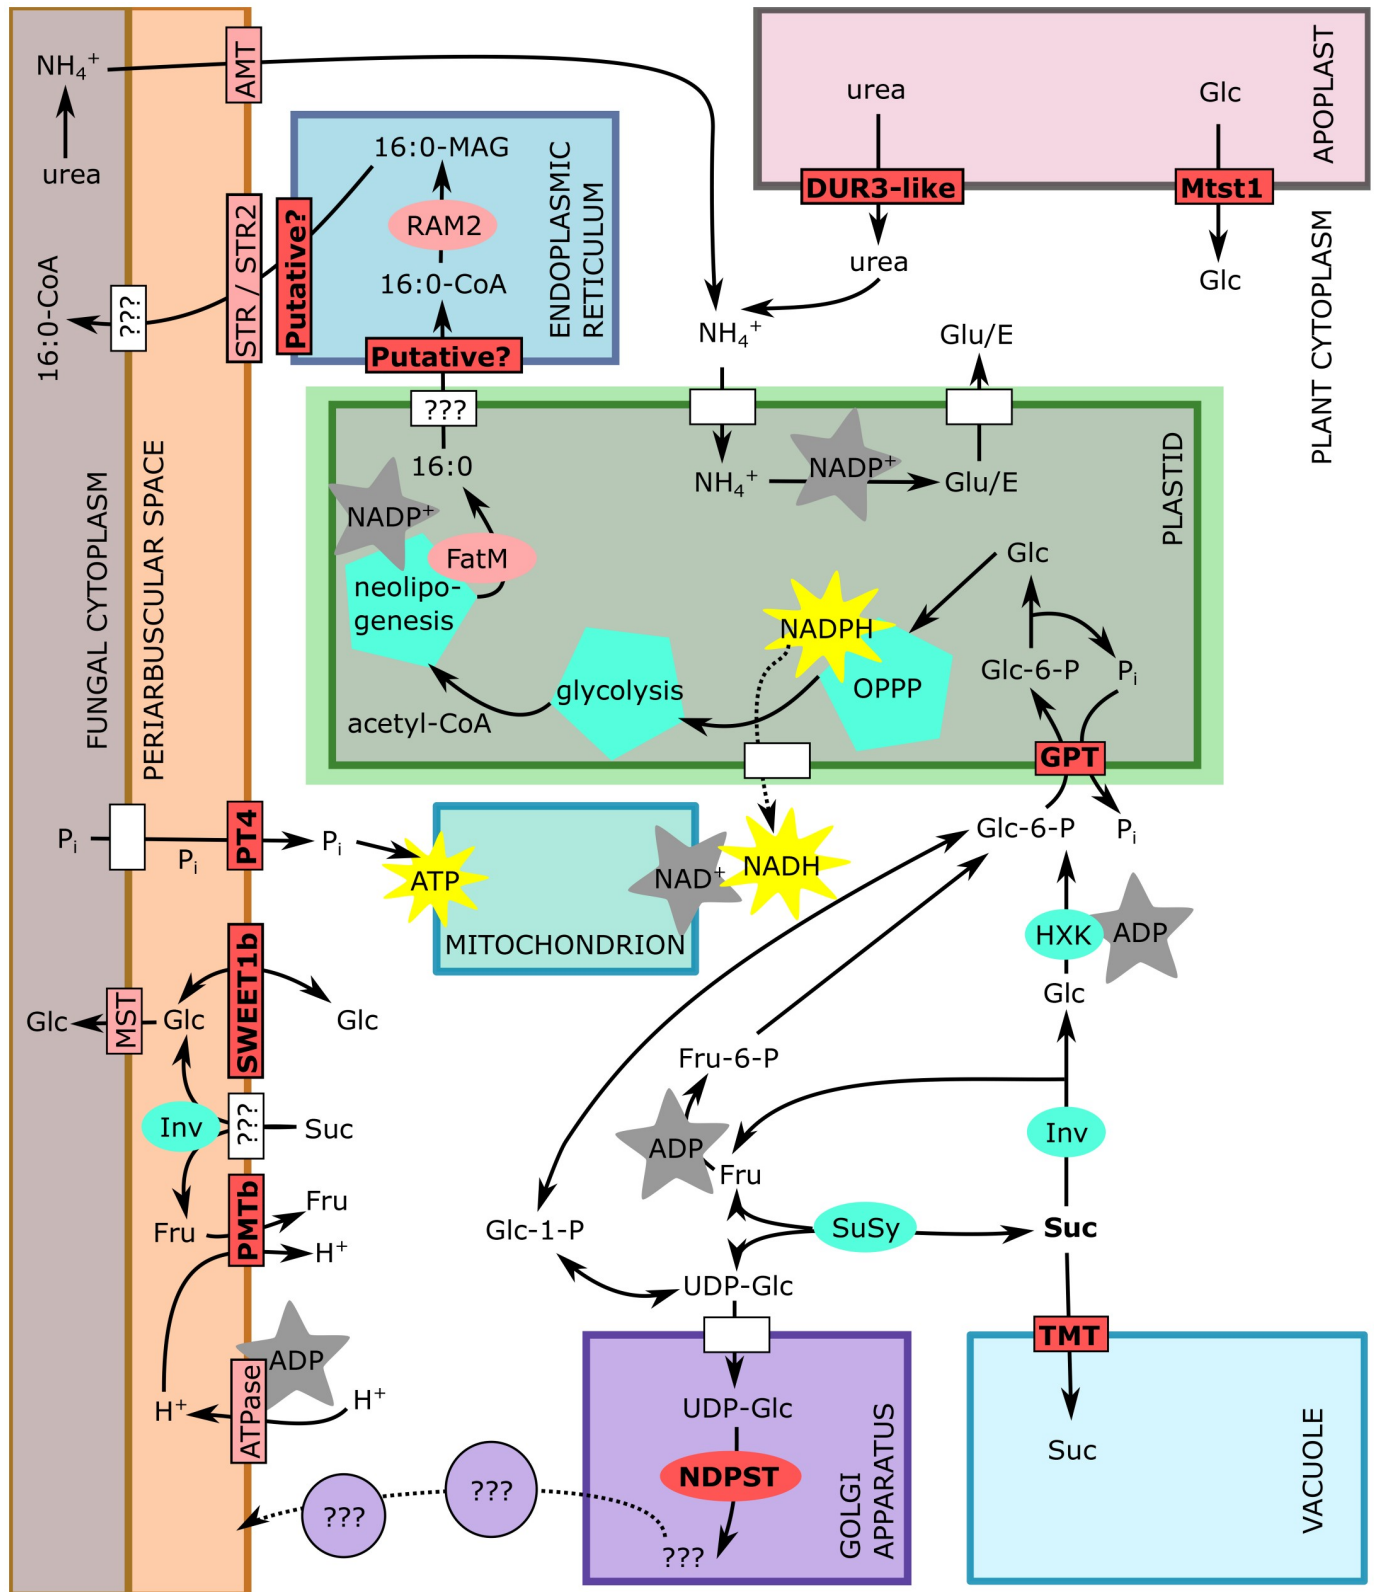 NH₄⁺
urea
16:0-CoA
???
FUNGAL CYTOPLASM
PERIARBUSCULAR SPACE
AMT
STR / STR2
Putative?
16:0-MAG
RAM2
16:0-CoA
Putative?
ENDOPLASMIC
RETICULUM
urea
Glc
APOPLAST
DUR3-like
Mtst1
urea
Glc
PLANT CYTOPLASM
NH₄⁺
Glu/E
???
16:0
NH₄⁺
NADP⁺
Glu/E
PLASTID
NADP⁺
FatM
neolipo-
genesis
Glc
NADPH
OPPP
glycolysis
acetyl-CoA
Glc-6-P
Pᵢ
GPT
Glc-6-P
Pᵢ
Pᵢ
Pᵢ
PT4
Pᵢ
ATP
NAD⁺
NADH
MITOCHONDRION
HXK
ADP
Glc
SWEET1b
Glc
MST
Glc
Glc
Inv
???
Suc
Fru
PMTb
Fru
H⁺
Fru-6-P
ADP
Fru
Inv
Glc-1-P
SuSy
Suc
UDP-Glc
TMT
ADP
H⁺
ATPase
H⁺
UDP-Glc
NDPST
???
GOLGI
APPARATUS
Suc
VACUOLE
???
???